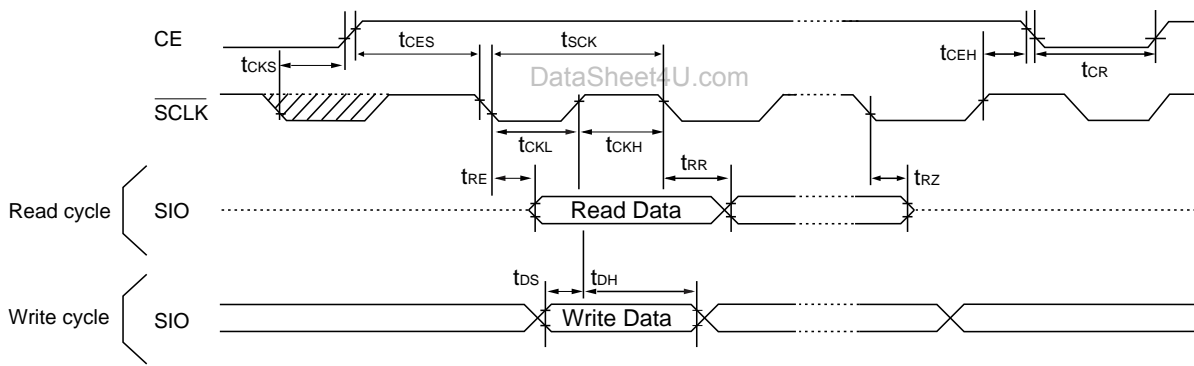 CE
tCES
tSCK
tCEH
tCR
tCKS
DataSheet4U.com
SCLK
tCKL
tCKH
tRE
tRR
tRZ
Read cycle
SIO
Read Data
tDS
tDH
Write cycle
SIO
Write Data